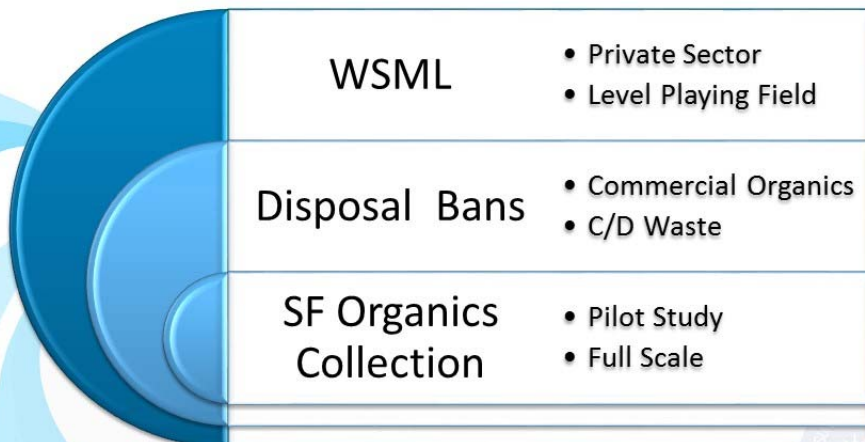 WSML
• Private Sector
• Level Playing Field
Disposal Bans
• Commercial Organics
• C/D Waste
SF Organics
Collection
• Pilot Study
• Full Scale